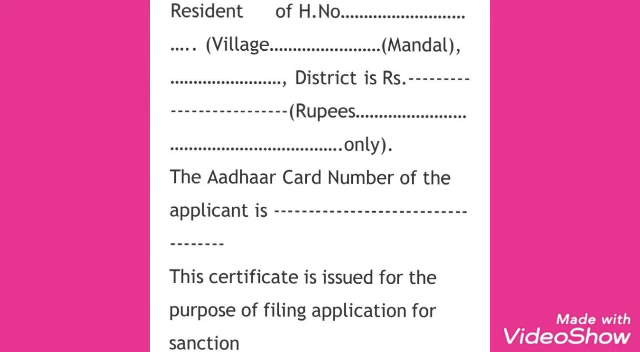 Resident of H.No...........................
..... (Village........................(Mandal),
........................, District is Rs.---------
-----------------(Rupees........................
.....................................only).
The Aadhaar Card Number of the
applicant is -------------------------------
--------
This certificate is issued for the
purpose of filing application for
sanction
Made with
VideoShow